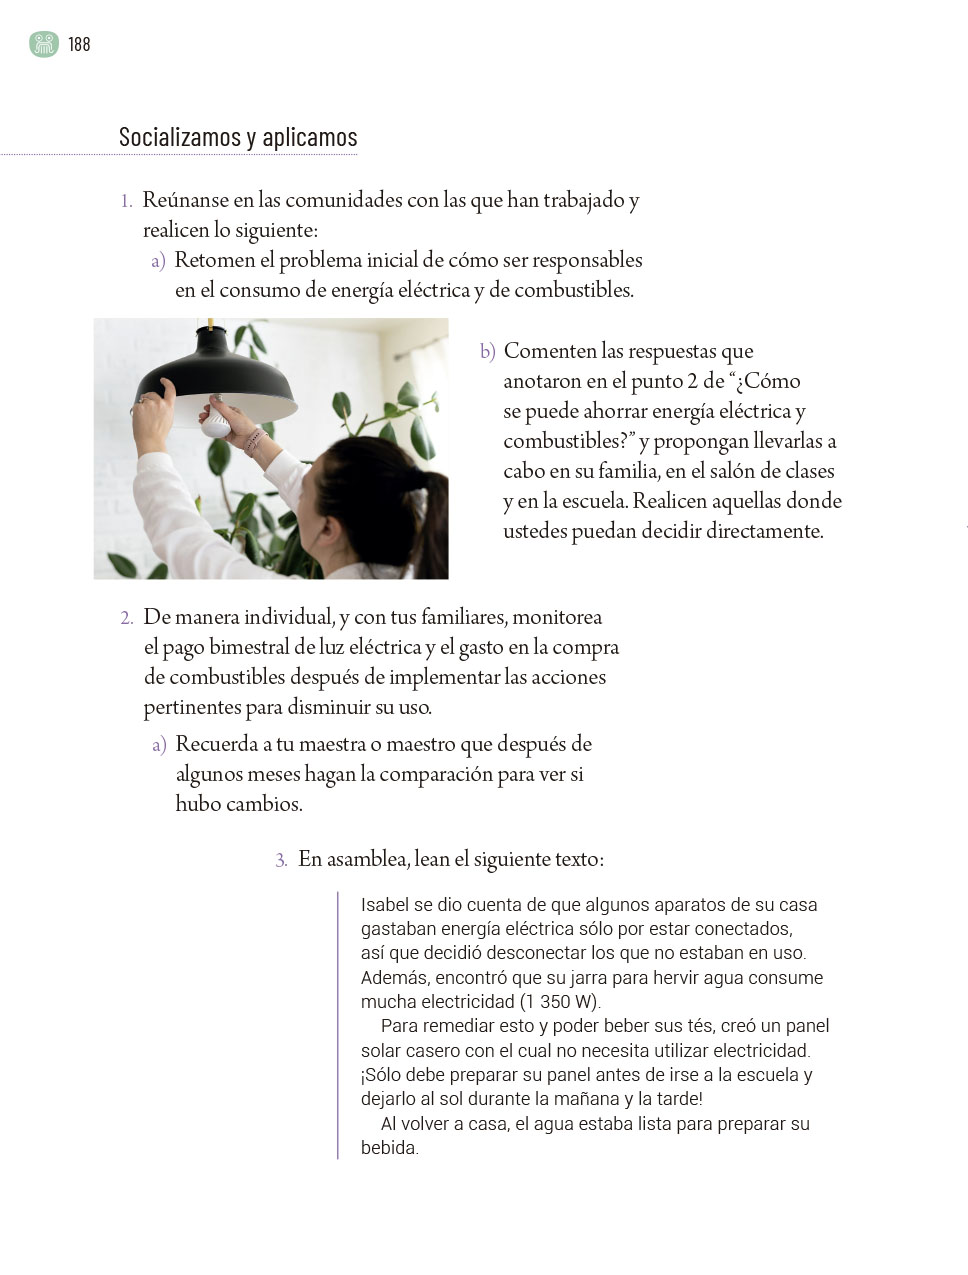 188
Socializamos y aplicamos
1. Reúnanse en las comunidades con las que han trabajado y
realicen lo siguiente:
a) Retomen el problema inicial de cómo ser responsables
en el consumo de energía eléctrica y de combustibles.
b) Comenten las respuestas que
anotaron en el punto 2 de “¿Cómo
se puede ahorrar energía eléctrica y
combustibles?” y propongan llevarlas a
cabo en su familia, en el salón de clases
y en la escuela. Realicen aquellas donde
ustedes puedan decidir directamente.
2. De manera individual, y con tus familiares, monitorea
el pago bimestral de luz eléctrica y el gasto en la compra
de combustibles después de implementar las acciones
pertinentes para disminuir su uso.
a) Recuerda a tu maestra o maestro que después de
algunos meses hagan la comparación para ver si
hubo cambios.
3. En asamblea, lean el siguiente texto:
Isabel se dio cuenta de que algunos aparatos de su casa
gastaban energía eléctrica sólo por estar conectados,
así que decidió desconectar los que no estaban en uso.
Además, encontró que su jarra para hervir agua consume
mucha electricidad (1 350 W).
Para remediar esto y poder beber sus tés, creó un panel
solar casero con el cual no necesita utilizar electricidad.
¡Sólo debe preparar su panel antes de irse a la escuela y
dejarlo al sol durante la mañana y la tarde!
Al volver a casa, el agua estaba lista para preparar su
bebida.